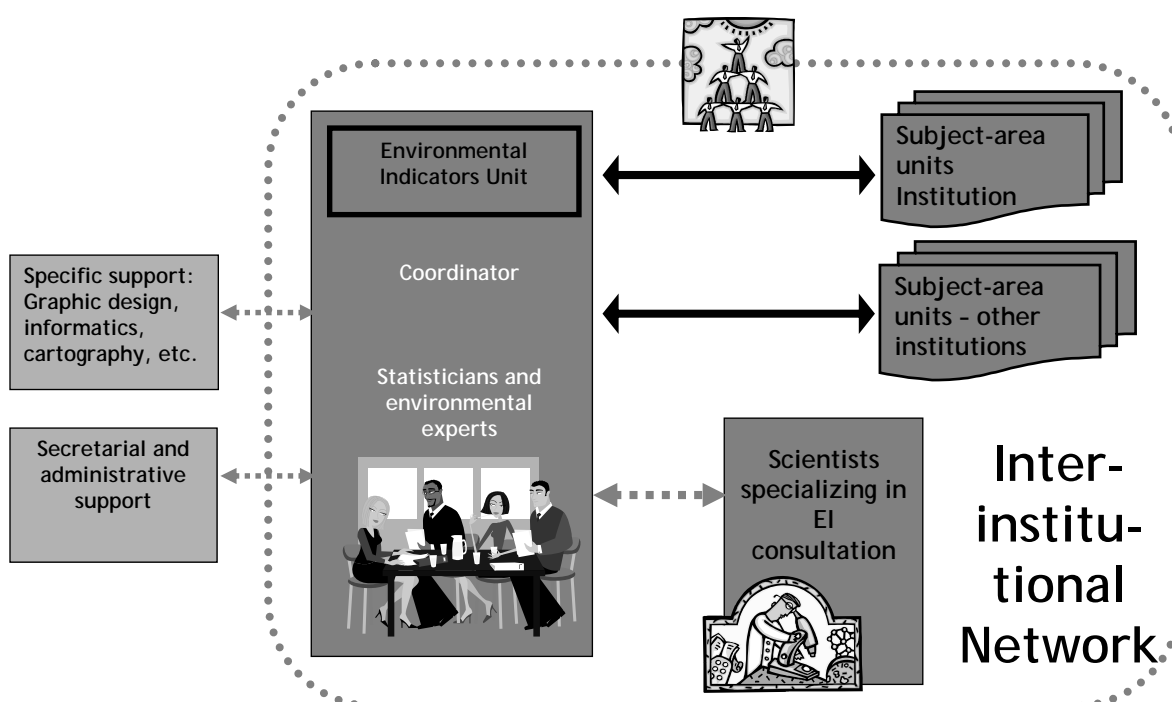 Environmental
Indicators Unit
Coordinator
Statisticians and
environmental
experts
Subject-area
units
Institution
Subject-area
units – other
institutions
Specific support:
Graphic design,
informatics,
cartography, etc.
Secretarial and
administrative
support
Scientists
specializing in
EI
consultation
Inter-
institu-
tional
Network